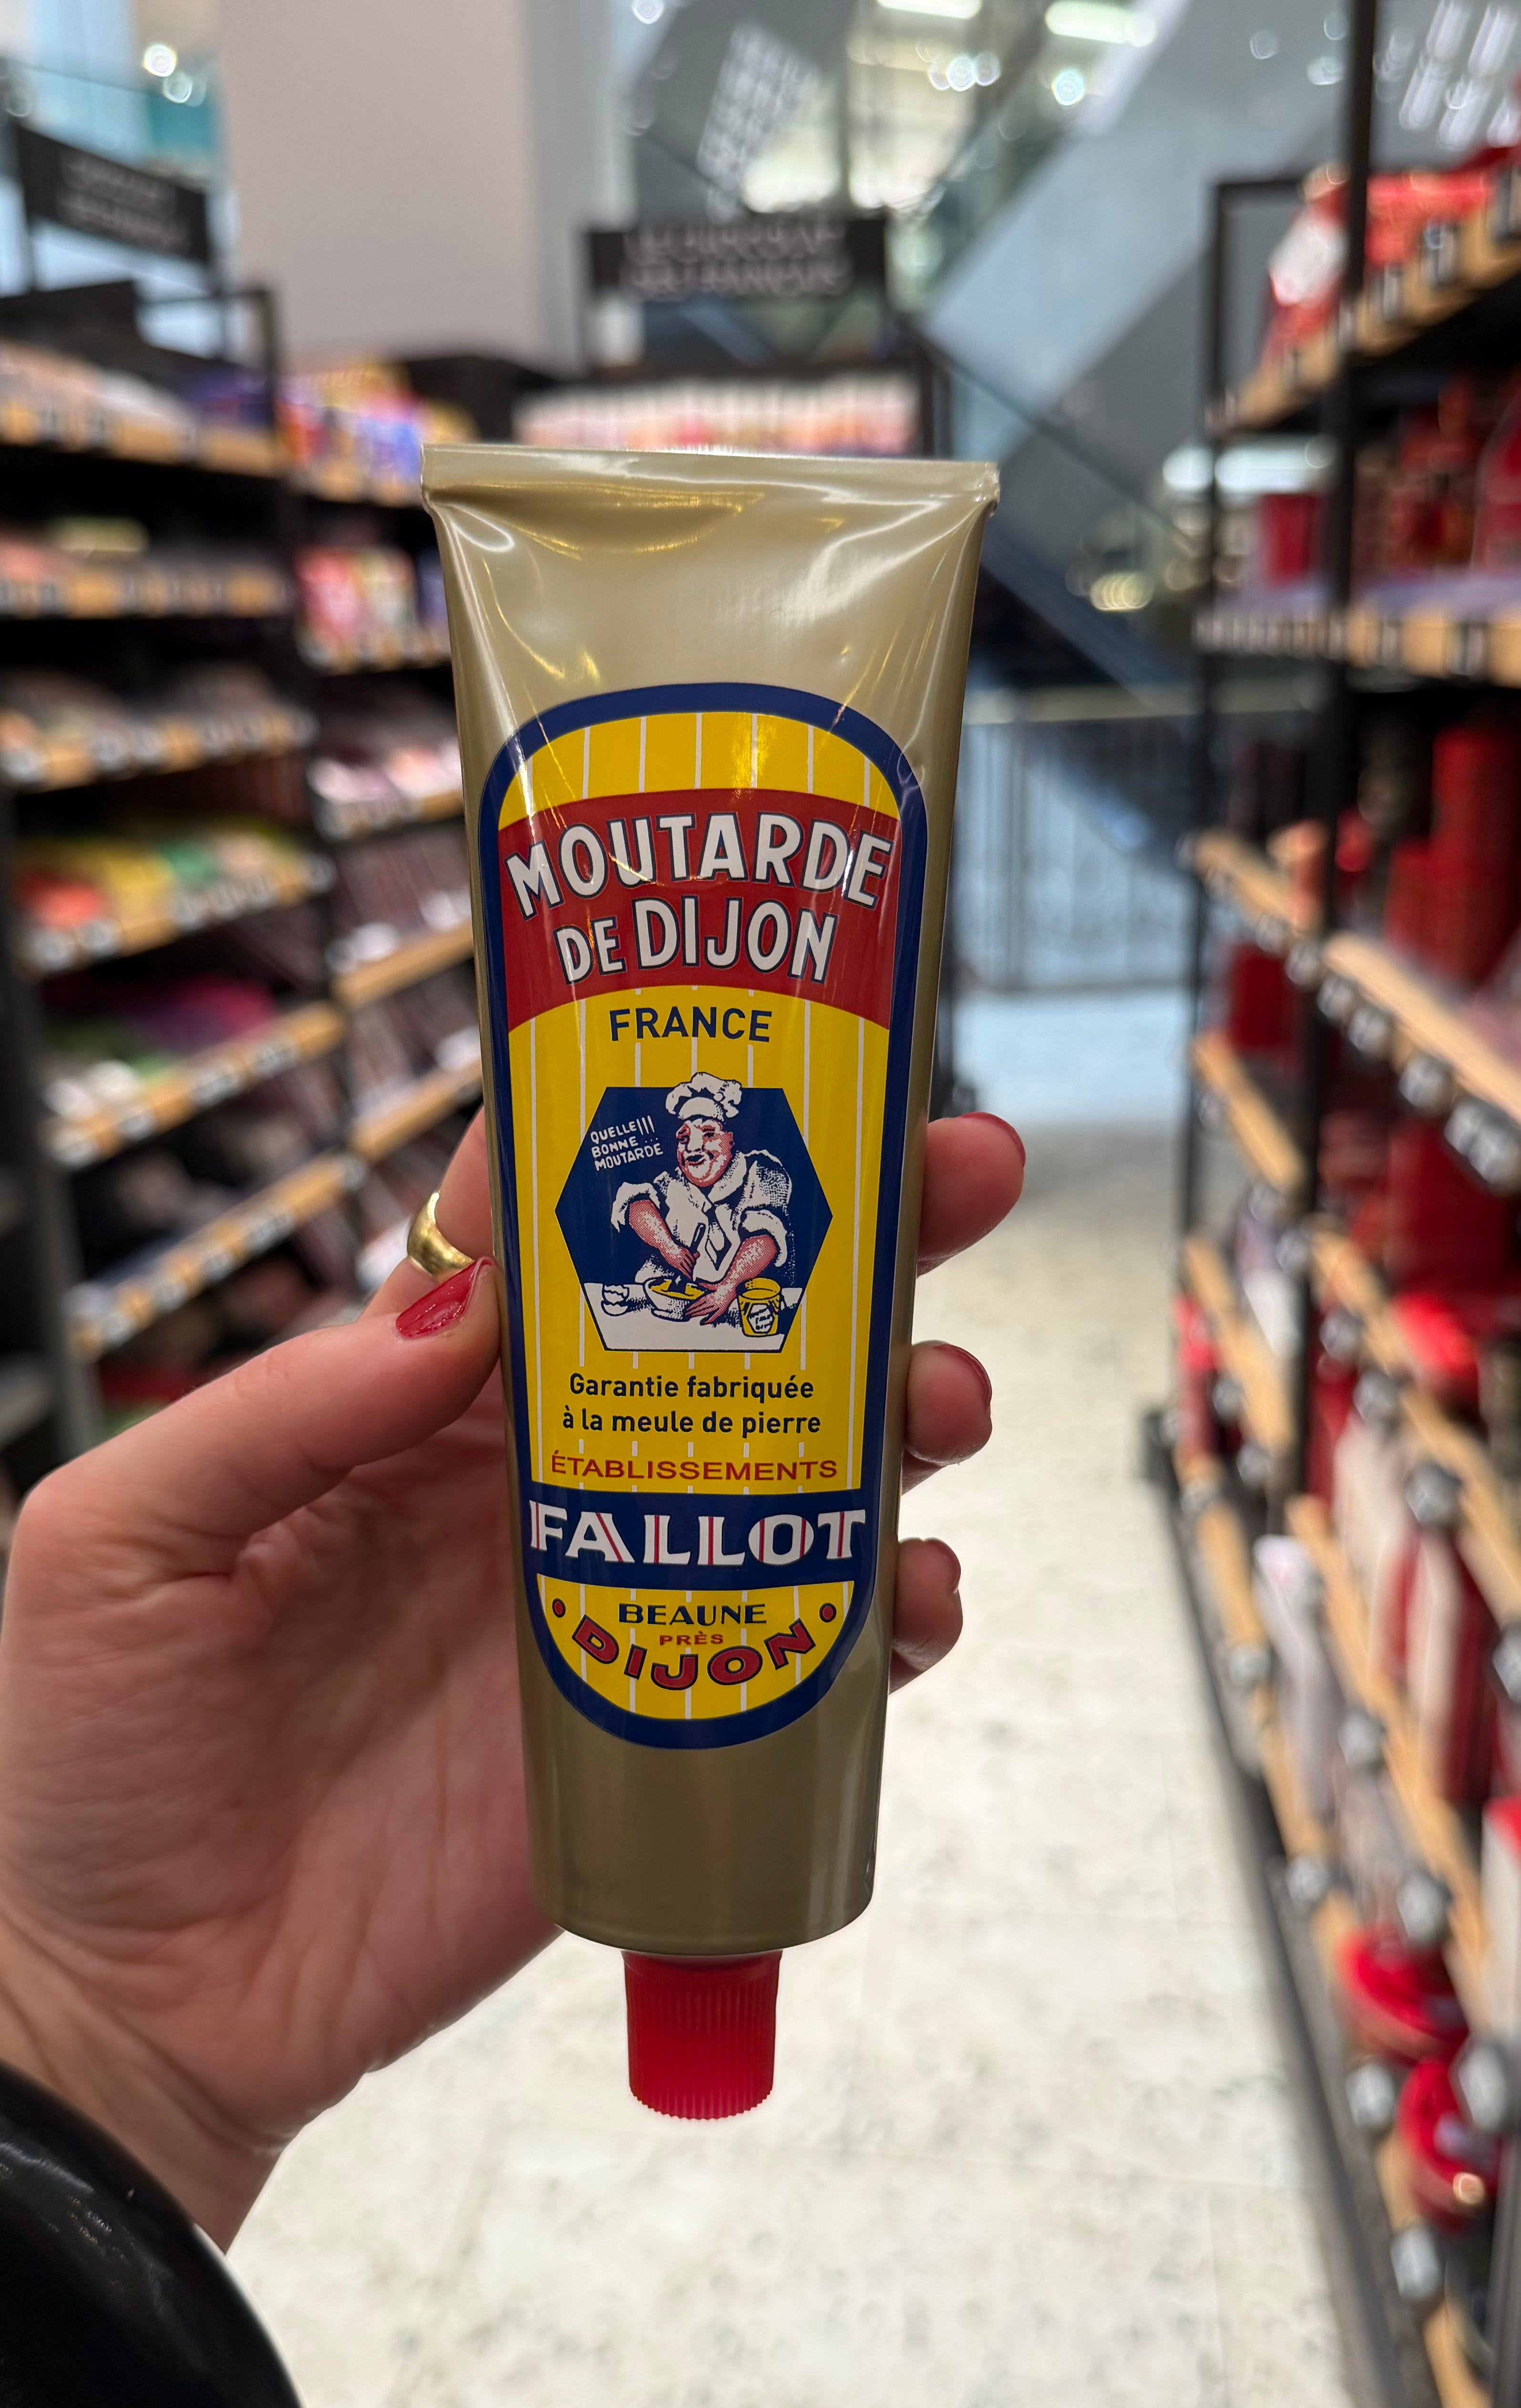 MOUTARDE
DE DIJON
FRANCE
QUELLE!!!
BONNE...
MOUTARDE
Garantie fabriquée
à la meule de pierre
ÉTABLISSEMENTS
FALLOT
BEAUNE
PRÈS
DIJON